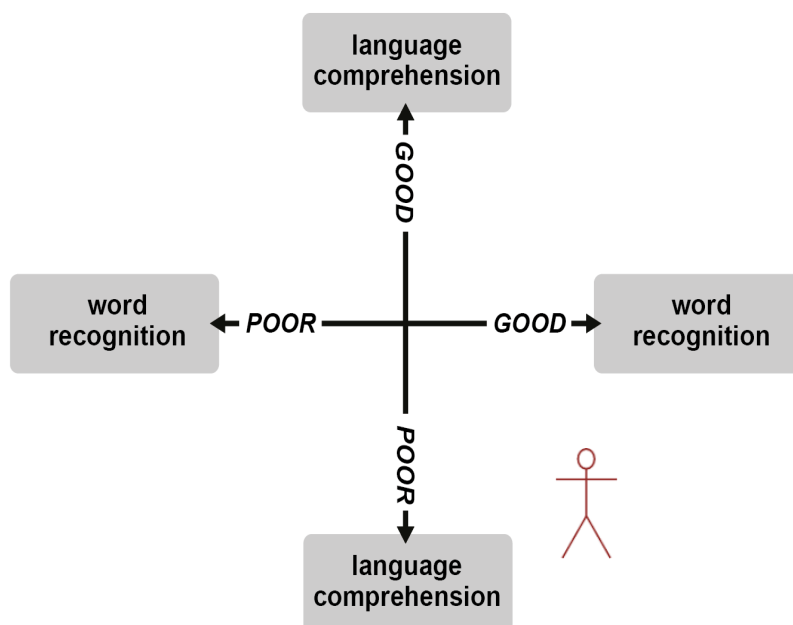 language
comprehension
GOOD
word
recognition
POOR
GOOD
word
recognition
POOR
language
comprehension